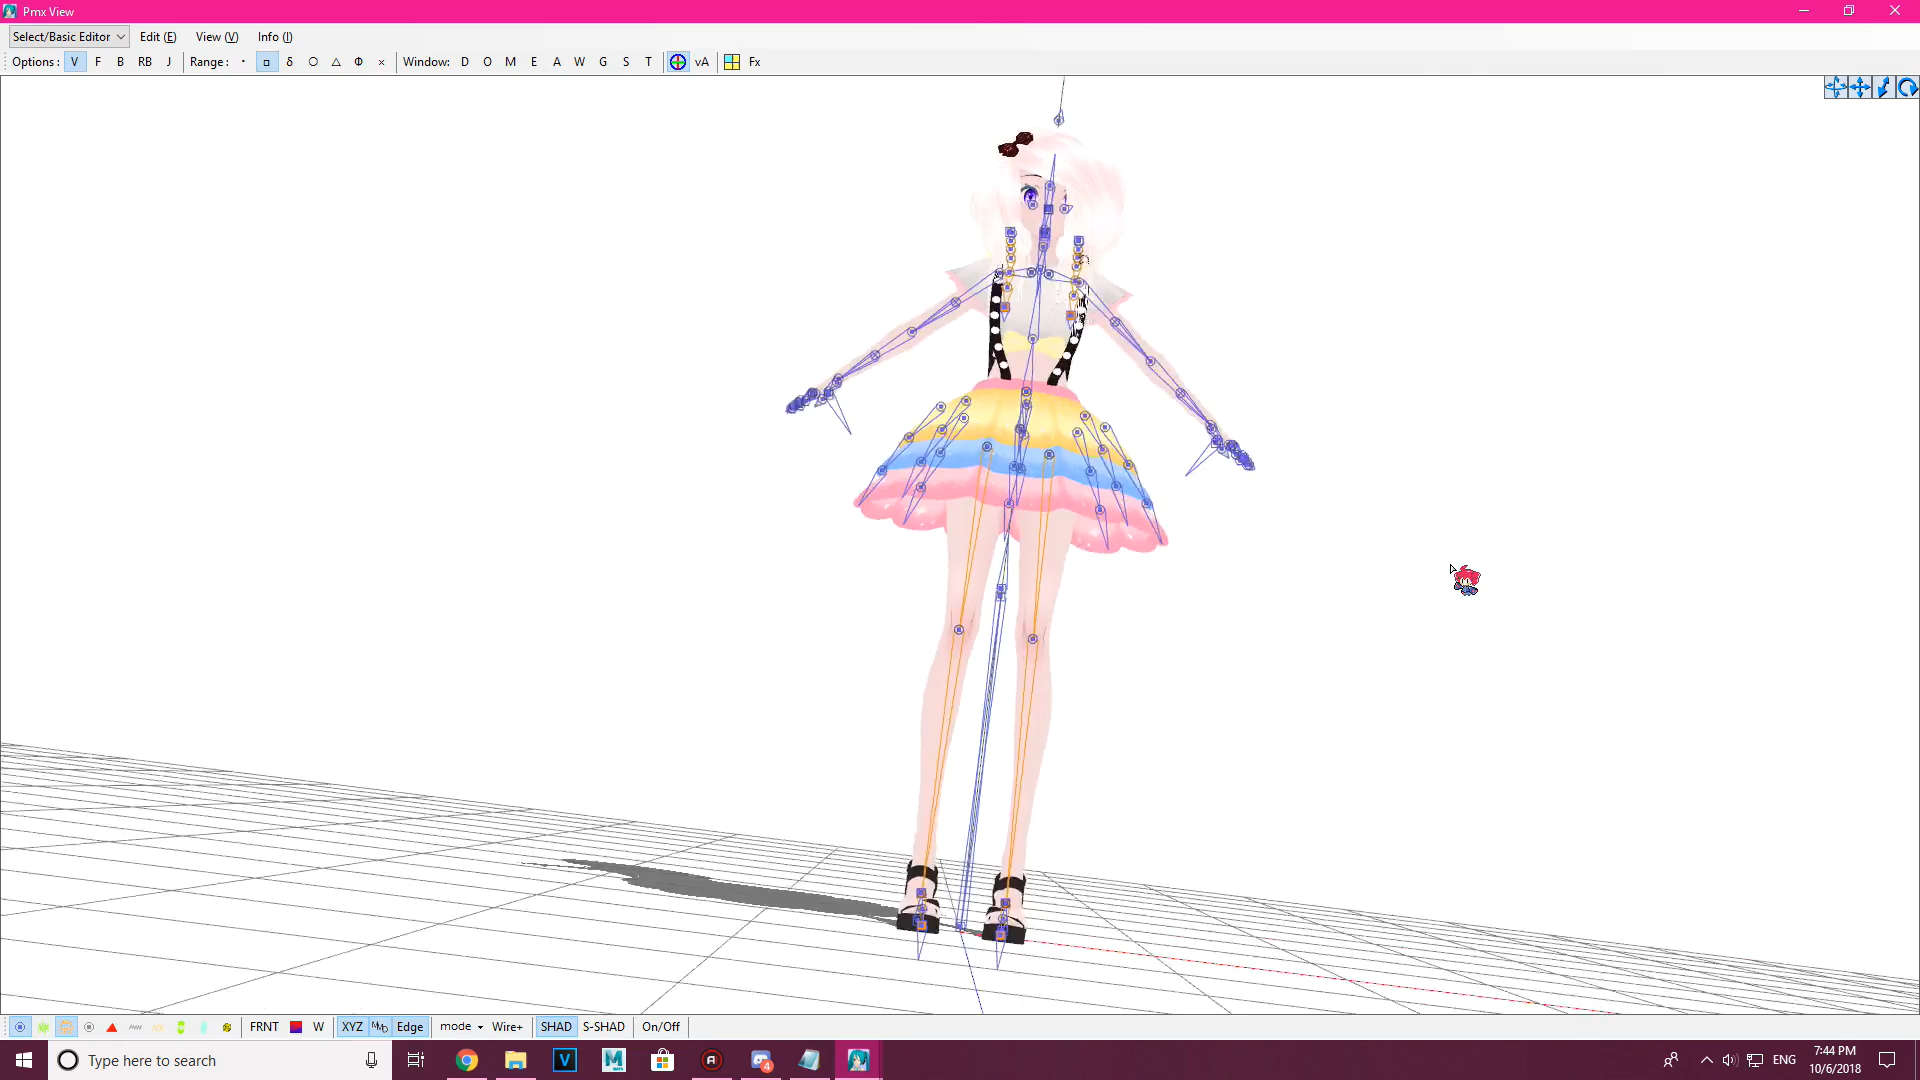 Pmx View
Select/Basic Editor Edit (E) View (V) Info (I)
Options : V F B RB J Range : · δ O △ Φ × Window: D O M E A W G S T vA Fx
FRNT W XYZ Edge mode Wire+ SHAD S-SHAD On/Off
Type here to search
V
M
4
ENG
7:44 PM
10/6/2018